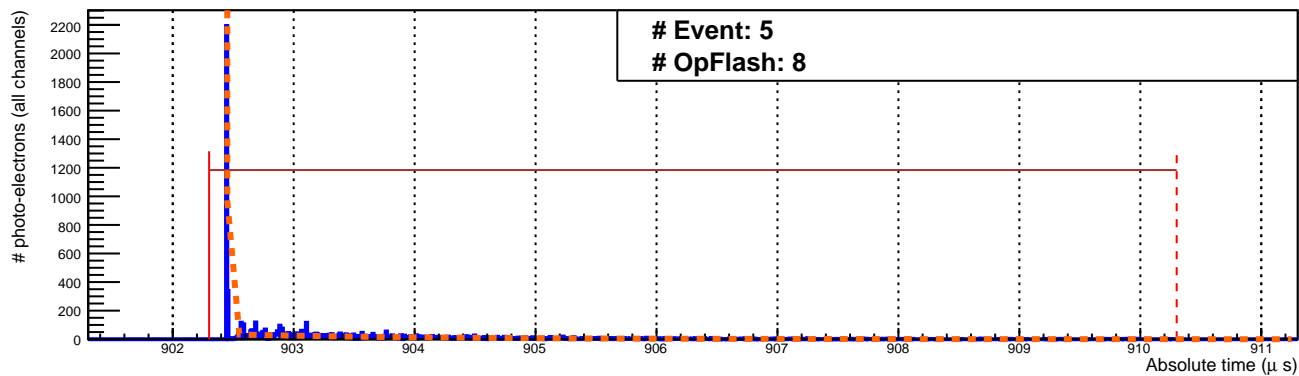 # Event: 5
# OpFlash: 8
# photo-electrons (all channels)
2200
2000
1800
1600
1400
1200
1000
800
600
400
200
0
902 903 904 905 906 907 908 909 910 911
Absolute time (μ s)